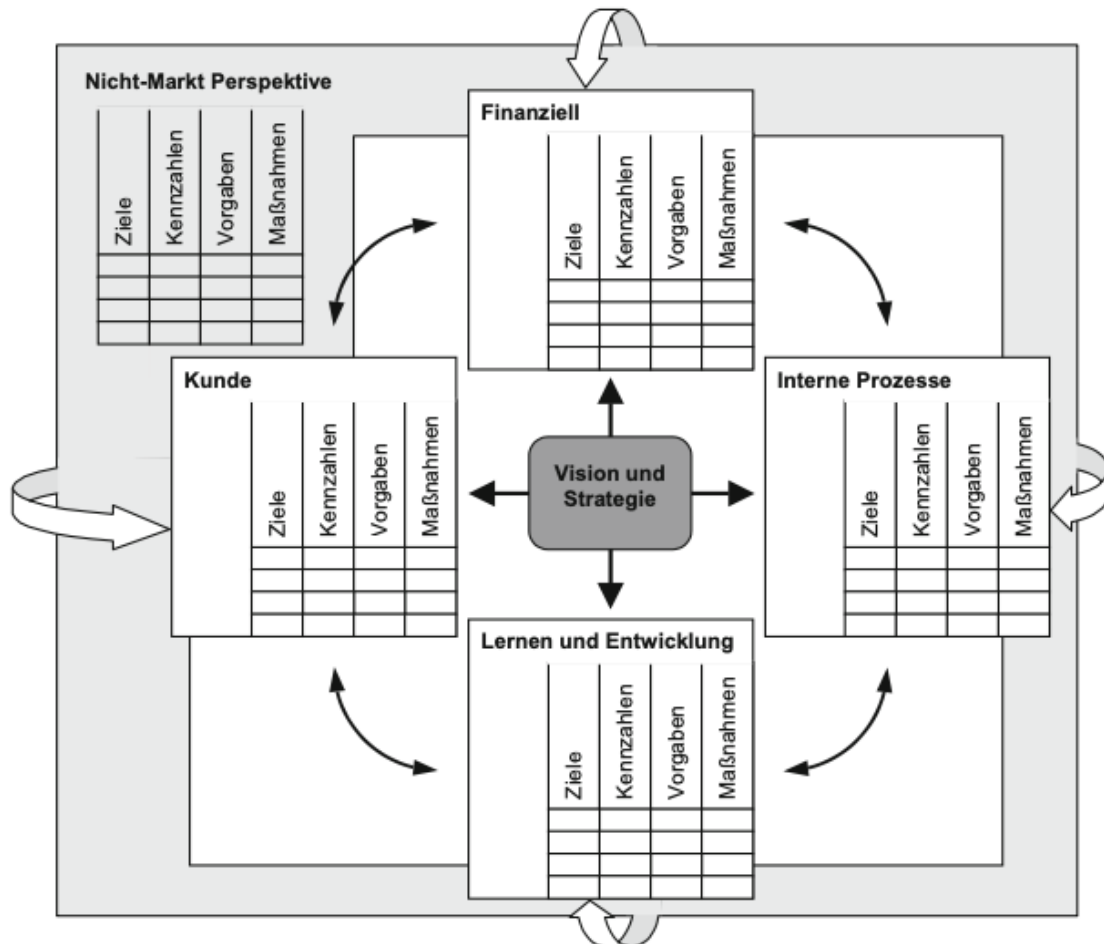 Nicht-Markt Perspektive
Ziele
Kennzahlen
Vorgaben
Maßnahmen
Finanziell
Ziele
Kennzahlen
Vorgaben
Maßnahmen
Kunde
Ziele
Kennzahlen
Vorgaben
Maßnahmen
Vision und
Strategie
Interne Prozesse
Ziele
Kennzahlen
Vorgaben
Maßnahmen
Lernen und Entwicklung
Ziele
Kennzahlen
Vorgaben
Maßnahmen